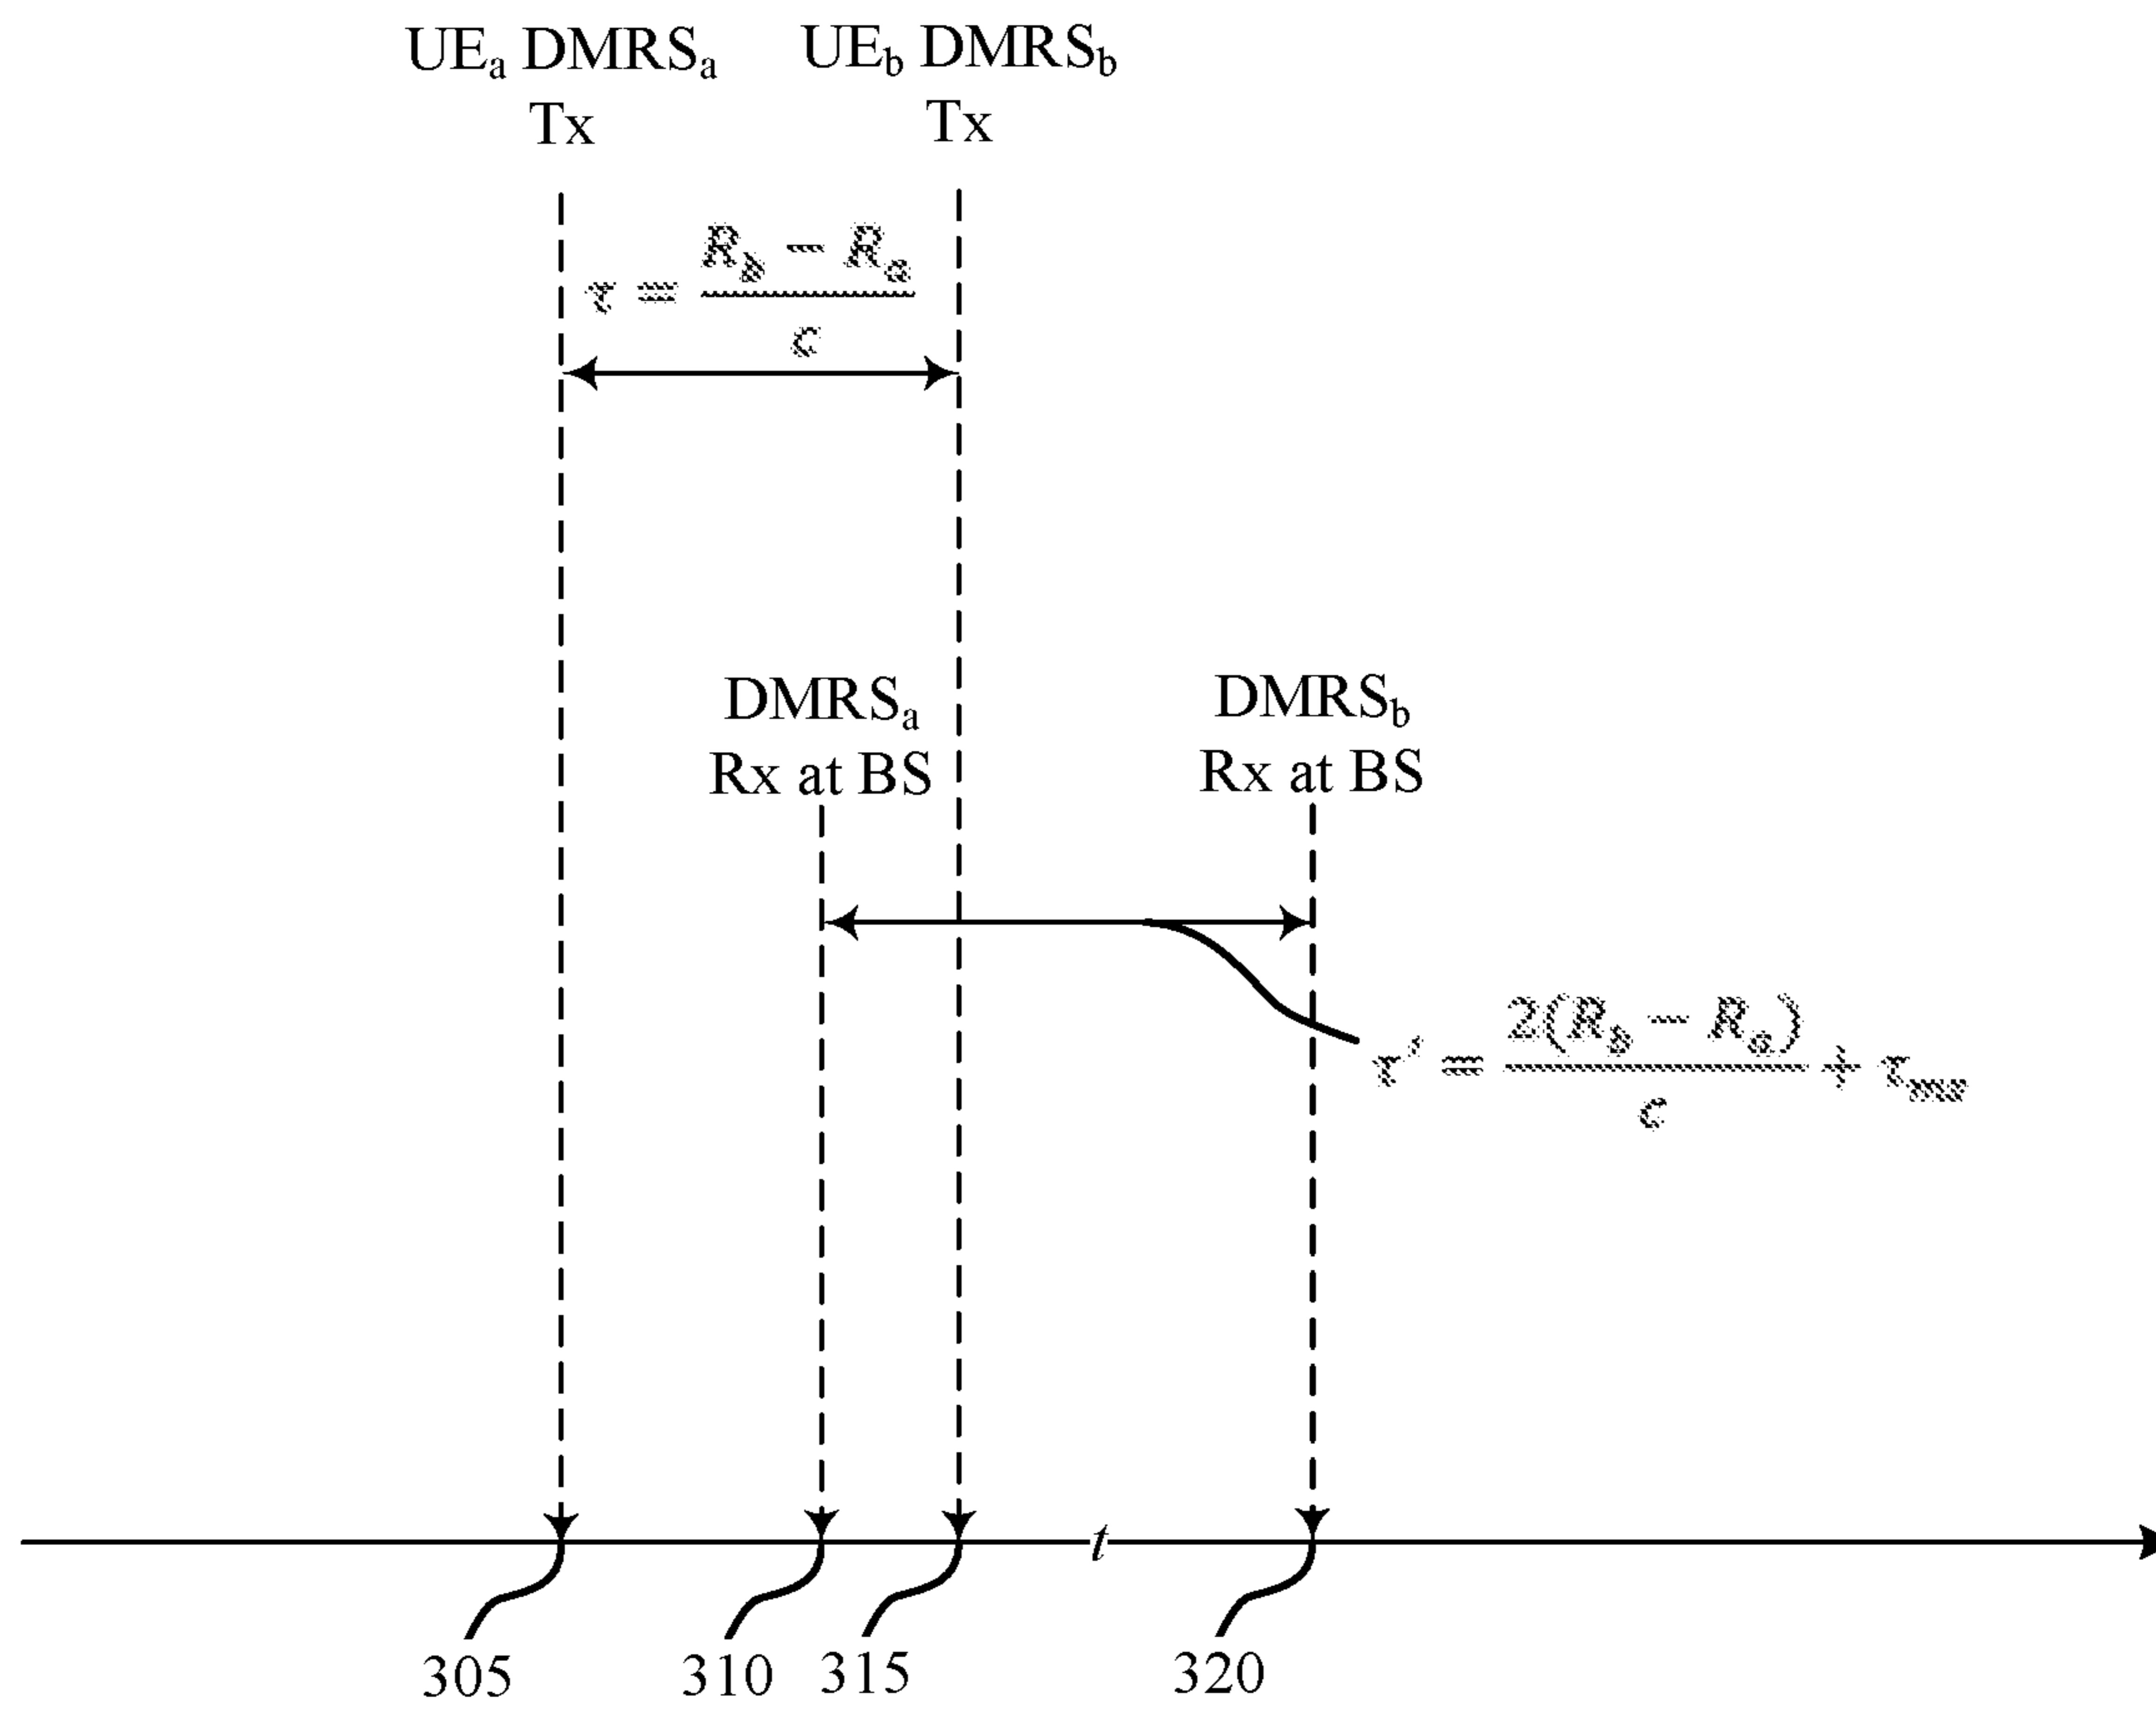 UEa DMRSa
Tx
UEb DMRSb
Tx
τ = (Rb − Ra) / c
DMRSa
Rx at BS
DMRSb
Rx at BS
τ' = 2(Rb − Ra) / c +
t
305
310
315
320